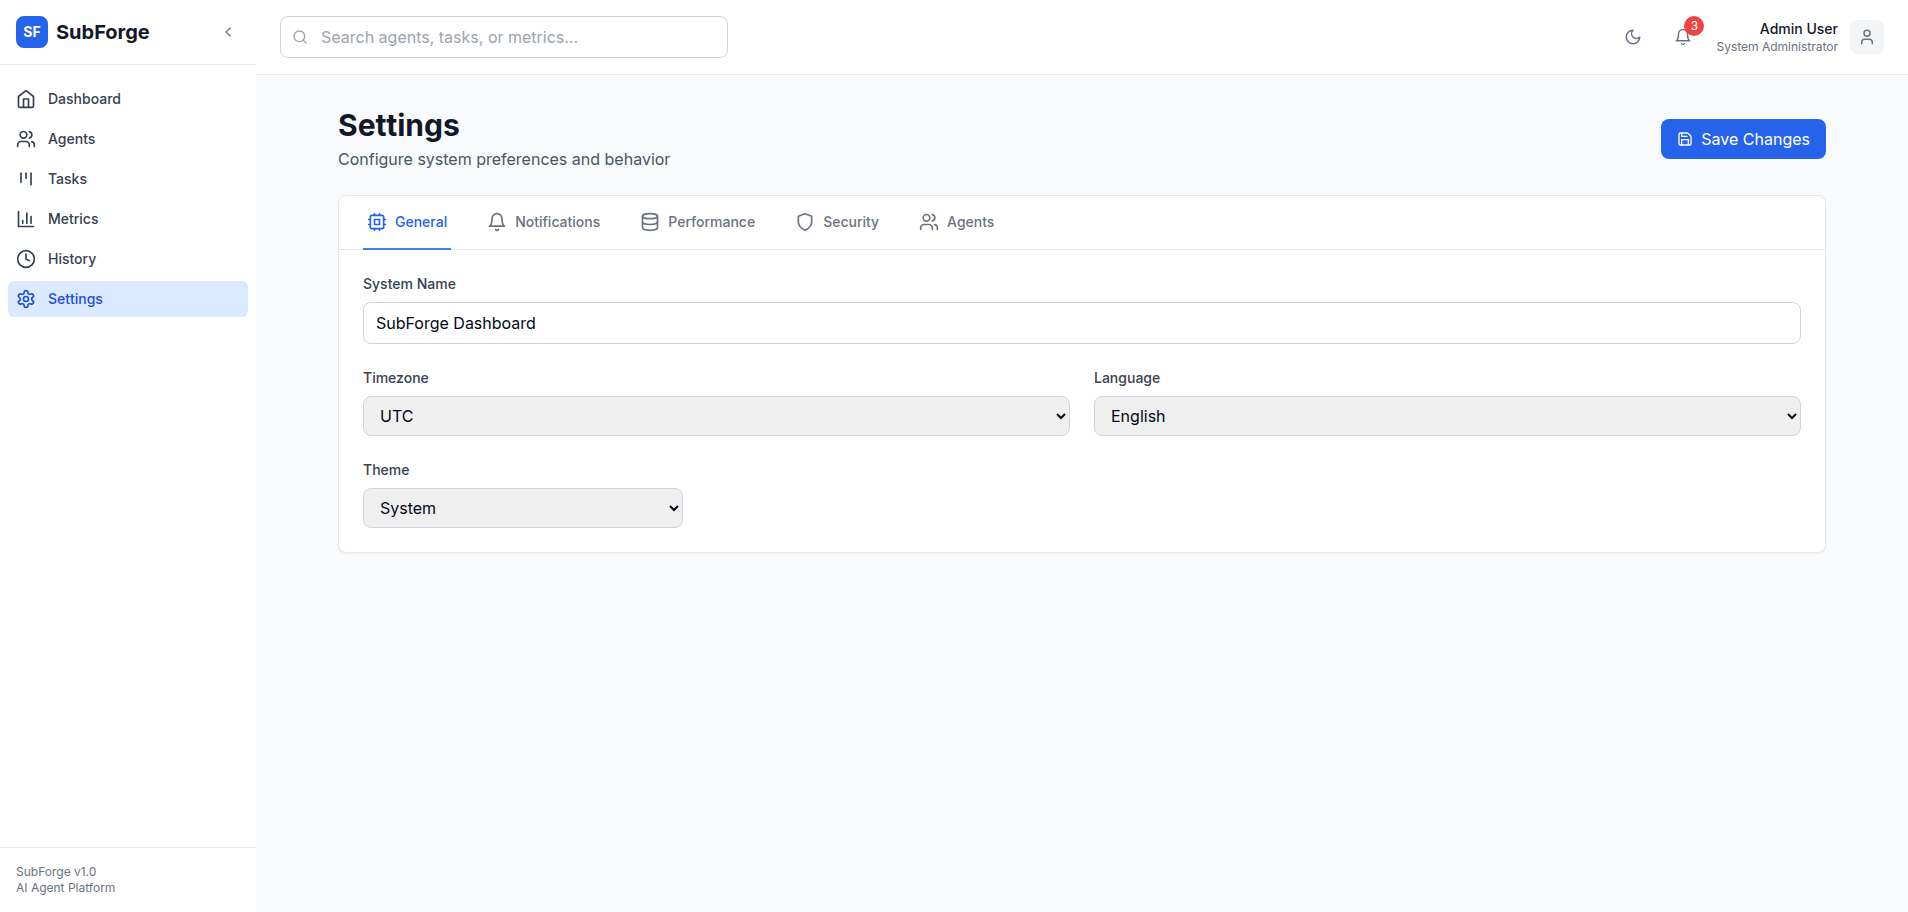 SF SubForge
Search agents, tasks, or metrics...
3
Admin User
System Administrator
Dashboard
Agents
Tasks
Metrics
History
Settings
SubForge v1.0
AI Agent Platform
Settings
Configure system preferences and behavior
Save Changes
General Notifications Performance Security Agents
System Name
SubForge Dashboard
Timezone Language
UTC English
Theme
System